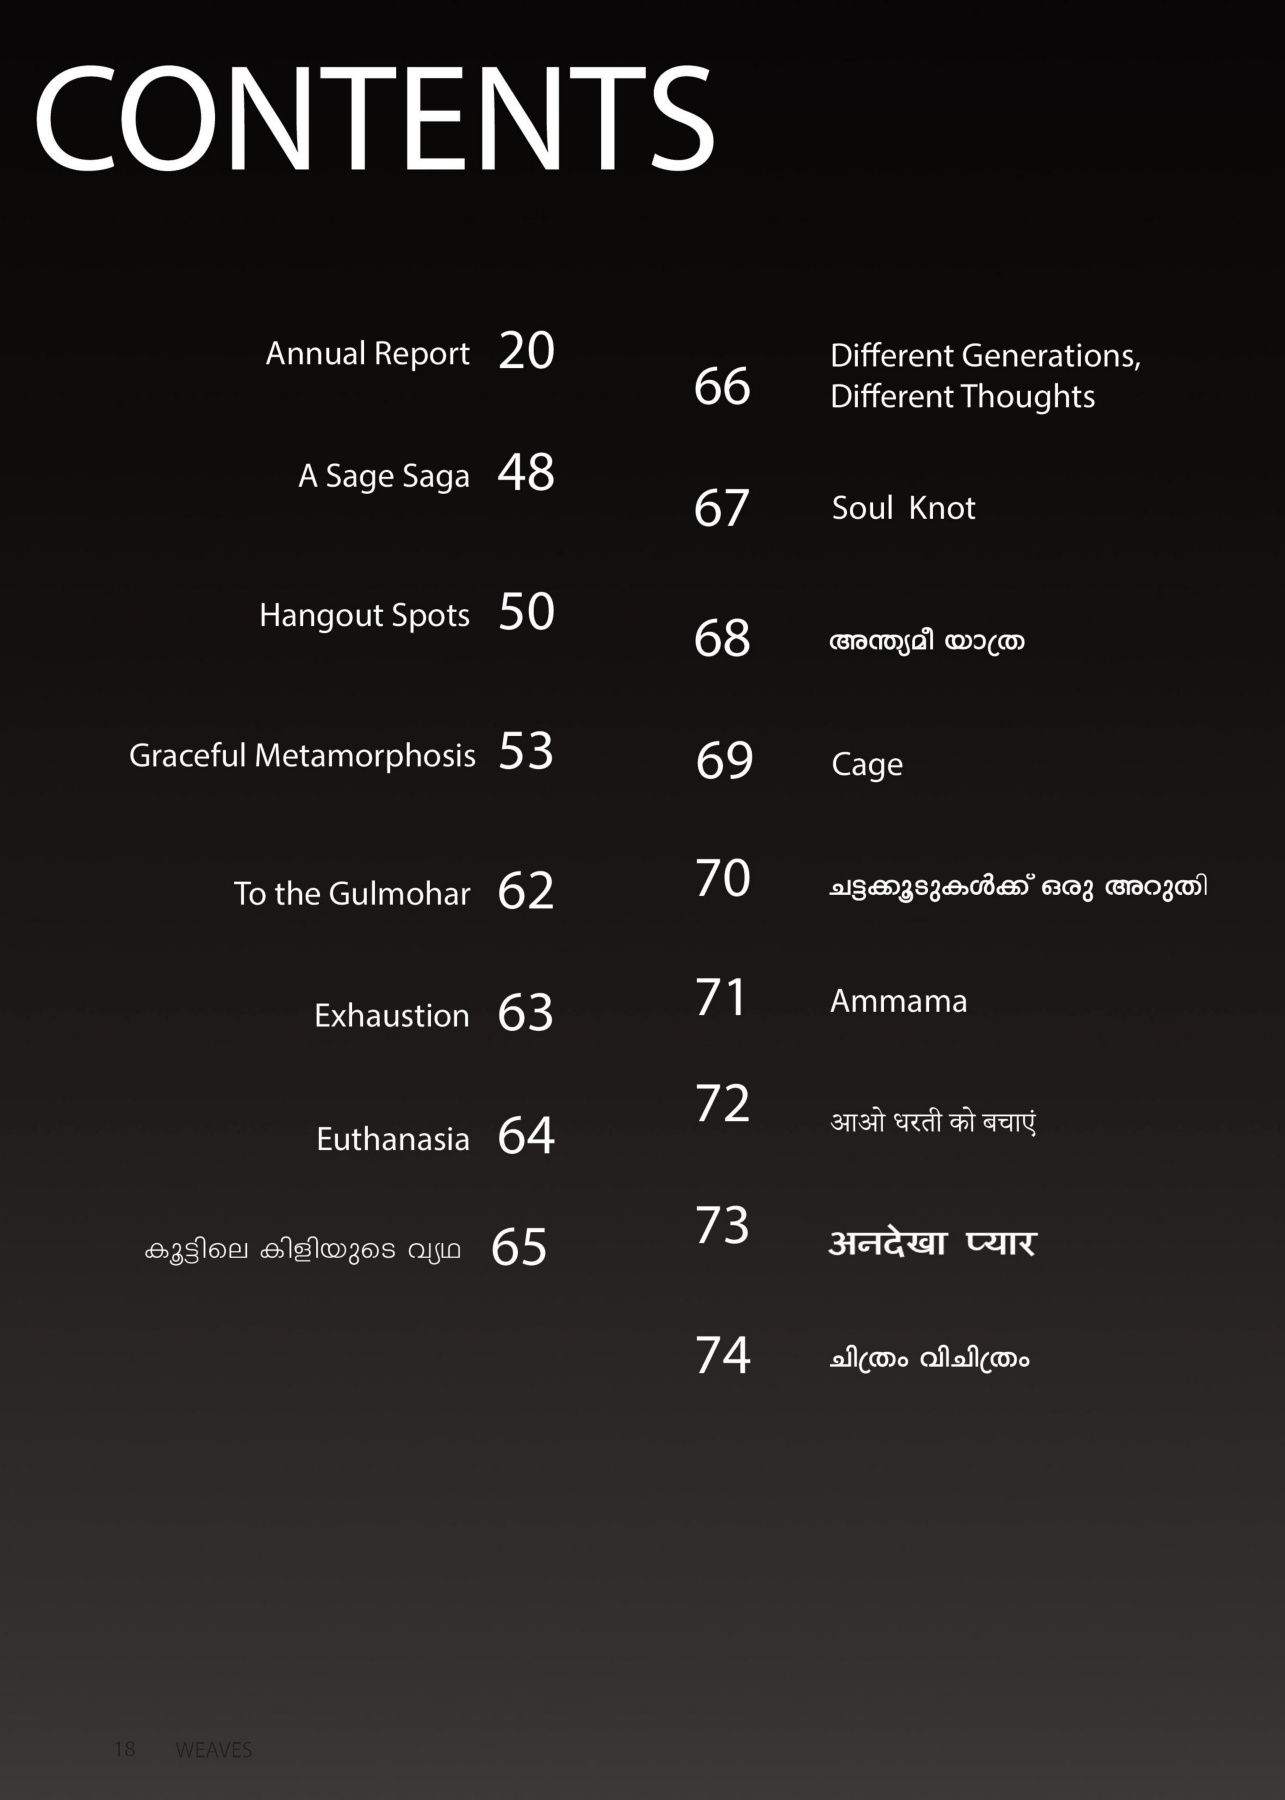 CONTENTS
Annual Report 20
A Sage Saga 48
Hangout Spots 50
Graceful Metamorphosis 53
To the Gulmohar 62
Exhaustion 63
Euthanasia 64
കൂട്ടിലെ കിളിയുടെ വ്യഥ 65
Different Generations,
66 Different Thoughts
67 Soul Knot
68 അന്ത്യമീ യാത്ര
69 Cage
70 ചട്ടക്കൂടുകൾക്ക് ഒരു അറുതി
71 Ammama
72 आओ धरती को बचाएं
73 अनदेखा प्यार
74 ചിത്രം വിചിത്രം
18 WEAVES